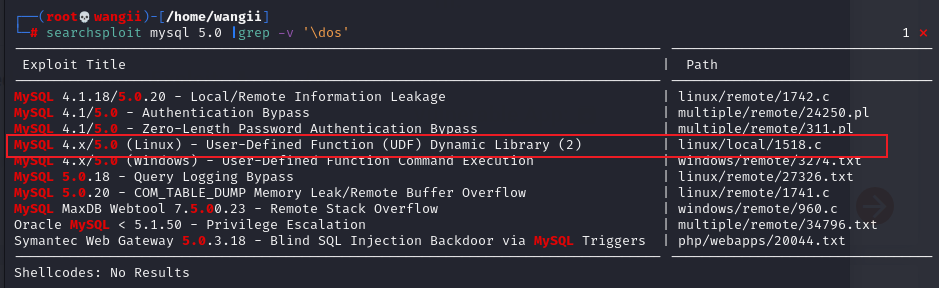 ┌──(root💀wangii)-[/home/wangii]
└─# searchsploit mysql 5.0 |grep -v '\dos' 1 ⨯
Exploit Title | Path
MySQL 4.1.18/5.0.20 - Local/Remote Information Leakage | linux/remote/1742.c
MySQL 4.1/5.0 - Authentication Bypass | multiple/remote/24250.pl
MySQL 4.1/5.0 - Zero-Length Password Authentication Bypass | multiple/remote/311.pl
MySQL 4.x/5.0 (Linux) - User-Defined Function (UDF) Dynamic Library (2) | linux/local/1518.c
MySQL 4.x/5.0 (Windows) - User-Defined Function Command Execution | windows/remote/3274.txt
MySQL 5.0.18 - Query Logging Bypass | linux/remote/27326.txt
MySQL 5.0.20 - COM_TABLE_DUMP Memory Leak/Remote Buffer Overflow | linux/remote/1741.c
MySQL MaxDB Webtool 7.5.00.23 - Remote Stack Overflow | windows/remote/960.c
Oracle MySQL < 5.1.50 - Privilege Escalation | multiple/remote/34796.txt
Symantec Web Gateway 5.0.3.18 - Blind SQL Injection Backdoor via MySQL Triggers | php/webapps/20044.txt
Shellcodes: No Results